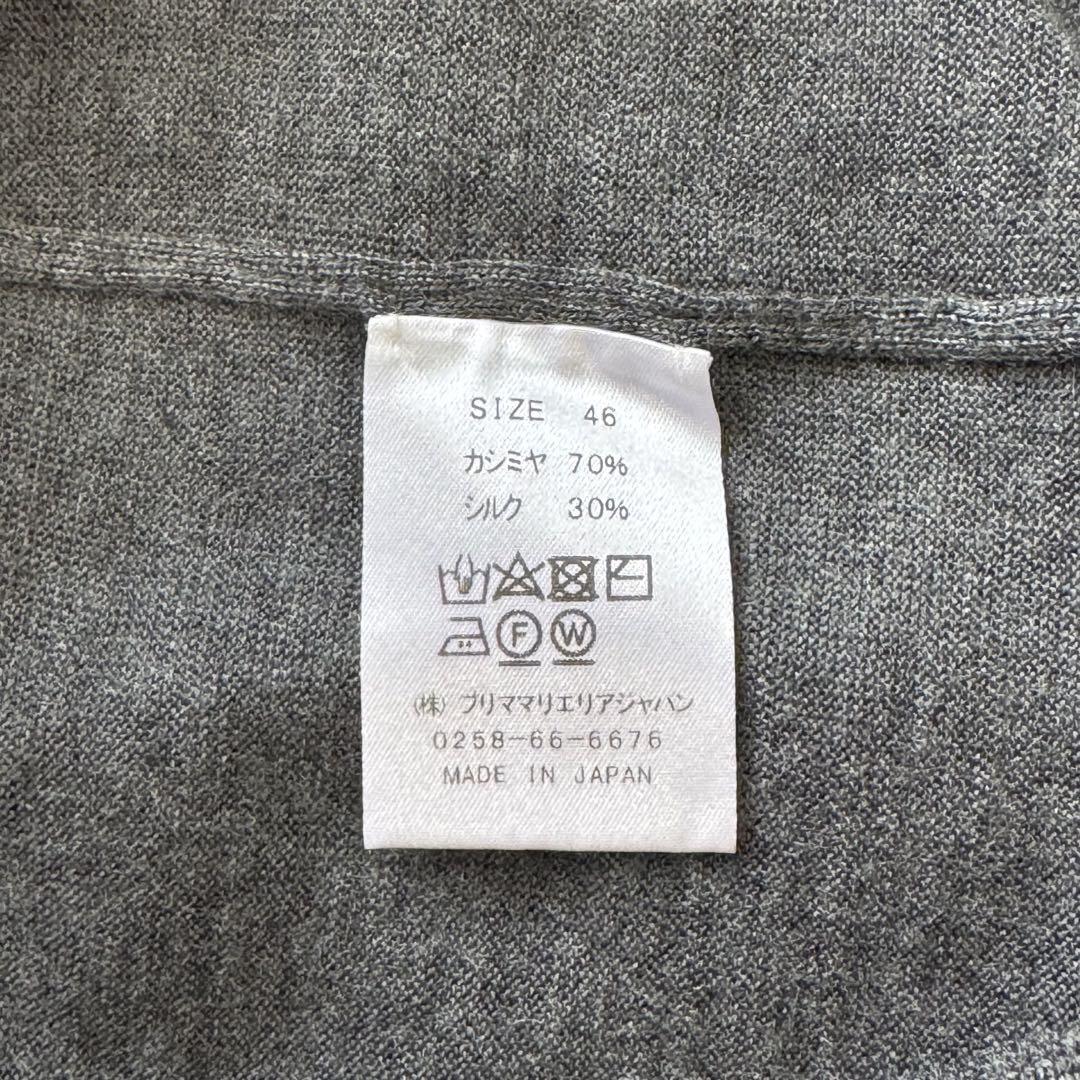 SIZE 46
カシミヤ 70%
シルク 30%
F W
(株) プリママリエリアジャパン
0258-66-6676
MADE IN JAPAN